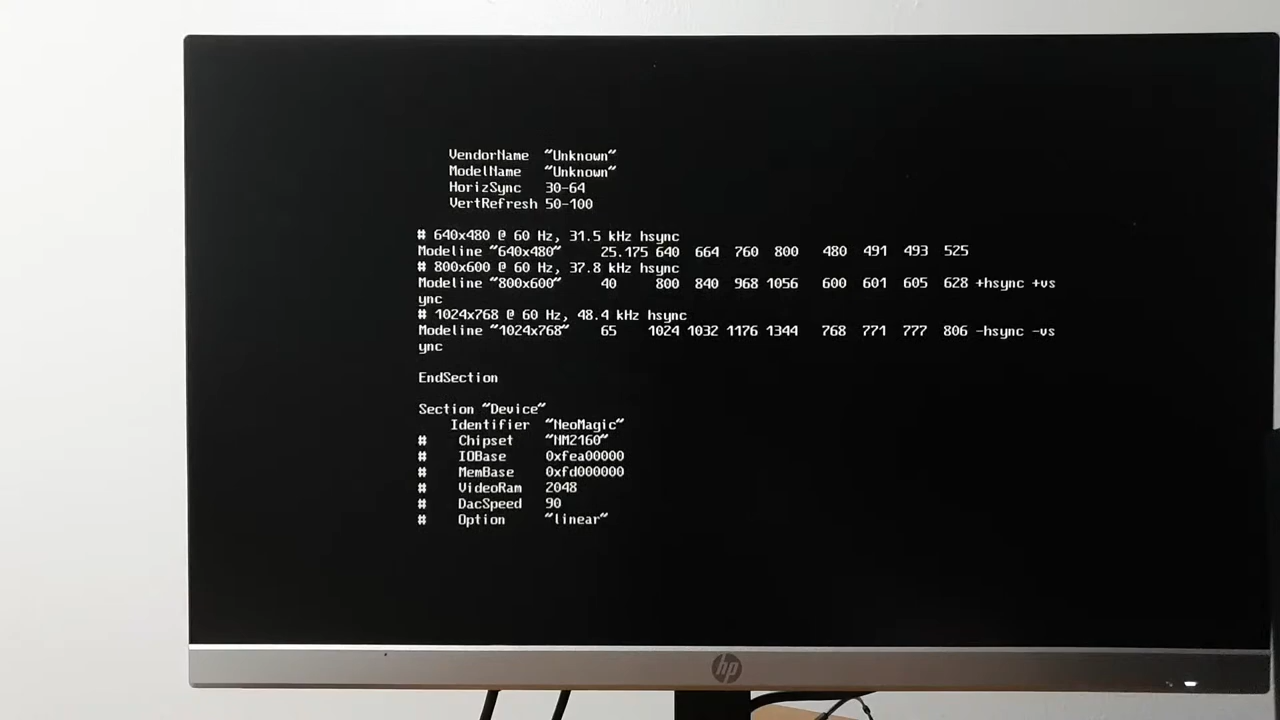 VendorName "Unknown"
ModelName "Unknown"
HorizSync 30-64
VertRefresh 50-100
# 640x480 @ 60 Hz, 31.5 kHz hsync
Modeline "640x480" 25.175 640 664 760 800 480 491 493 525
# 800x600 @ 60 Hz, 37.8 kHz hsync
Modeline "800x600" 40 800 840 968 1056 600 601 605 628 +hsync +vs
ync
# 1024x768 @ 60 Hz, 48.4 kHz hsync
Modeline "1024x768" 65 1024 1032 1176 1344 768 771 777 806 -hsync -vs
ync
EndSection
Section "Device"
Identifier "NeoMagic"
# Chipset "NM2160"
# IOBase 0xfea00000
# MemBase 0xfd000000
# VideoRam 2048
# DacSpeed 90
# Option "linear"
hp